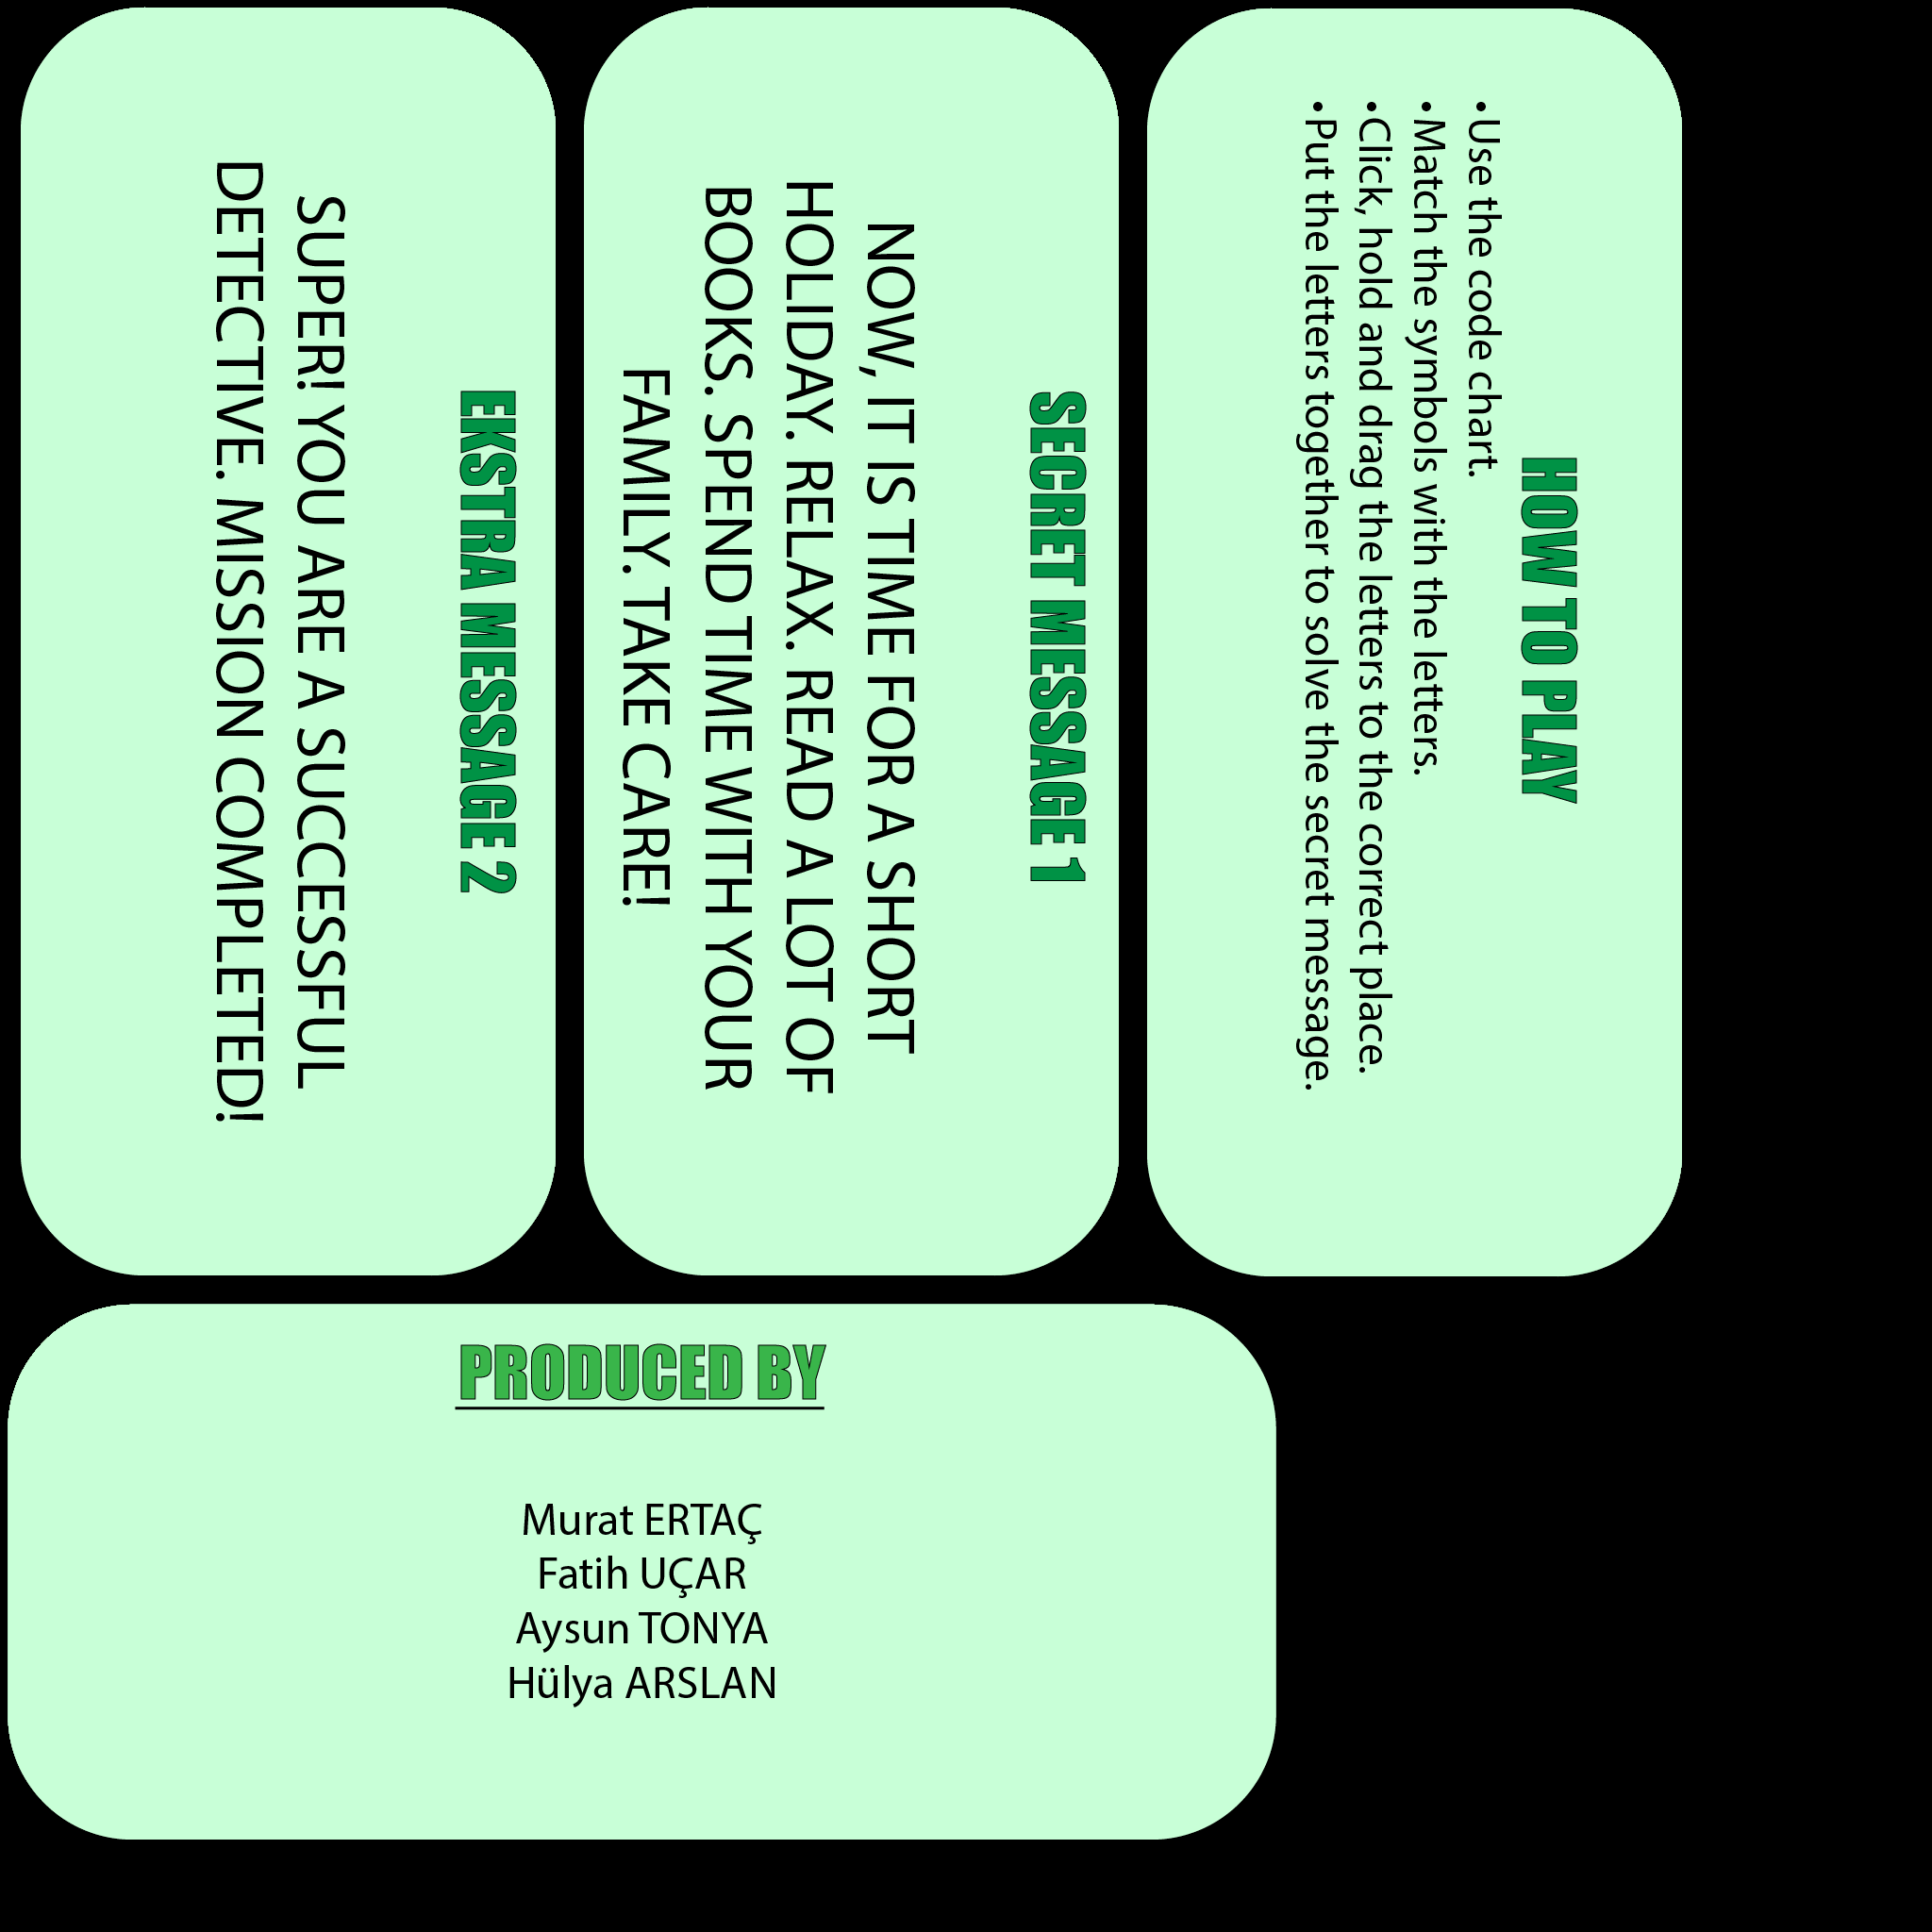 EKSTRA MESSAGE 2
SUPER! YOU ARE A SUCCESSFUL
DETECTIVE. MISSION COMPLETED!
SECRET MESSAGE 1
NOW, IT IS TIME FOR A SHORT
HOLIDAY. RELAX. READ A LOT OF
BOOKS. SPEND TIME WITH YOUR
FAMILY. TAKE CARE!
HOW TO PLAY
•Use the code chart.
•Match the symbols with the letters.
•Click, hold and drag the letters to the correct place.
•Put the letters together to solve the secret message.
PRODUCED BY
Murat ERTAÇ
Fatih UÇAR
Aysun TONYA
Hülya ARSLAN